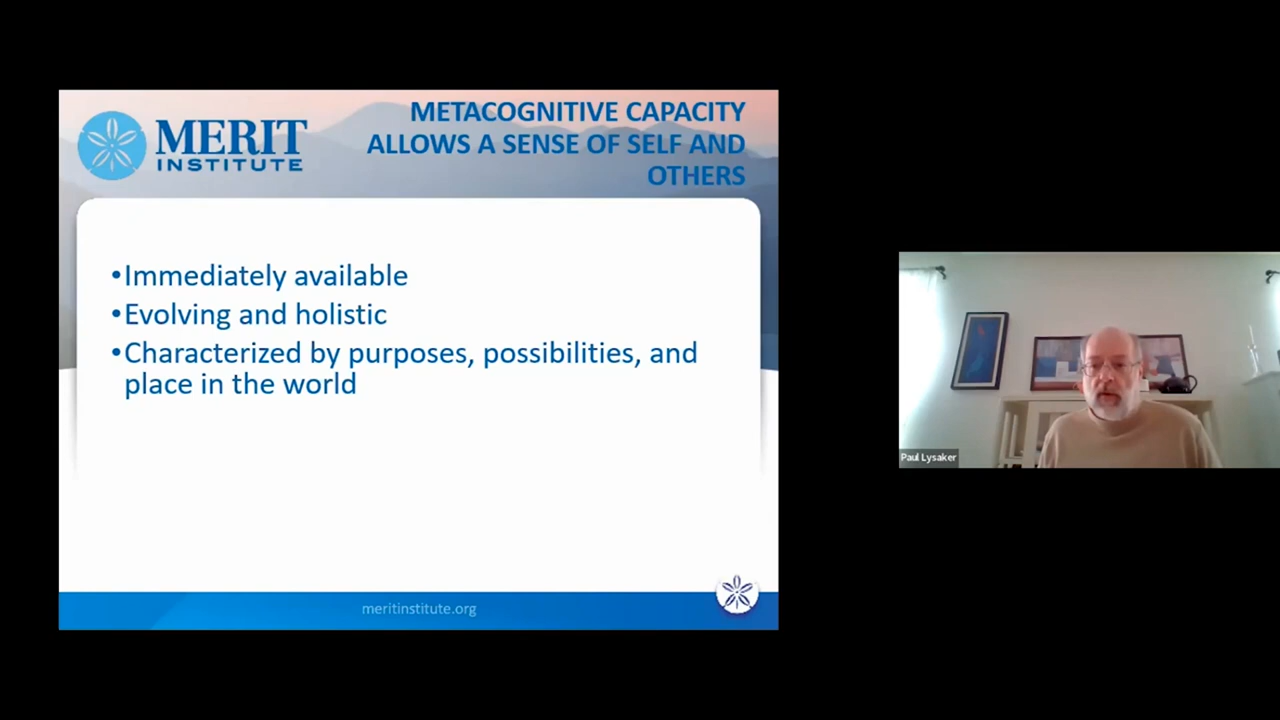 MERIT
INSTITUTE
METACOGNITIVE CAPACITY
ALLOWS A SENSE OF SELF AND
OTHERS
•Immediately available
•Evolving and holistic
•Characterized by purposes, possibilities, and
place in the world
meritinstitute.org
Paul Lysaker